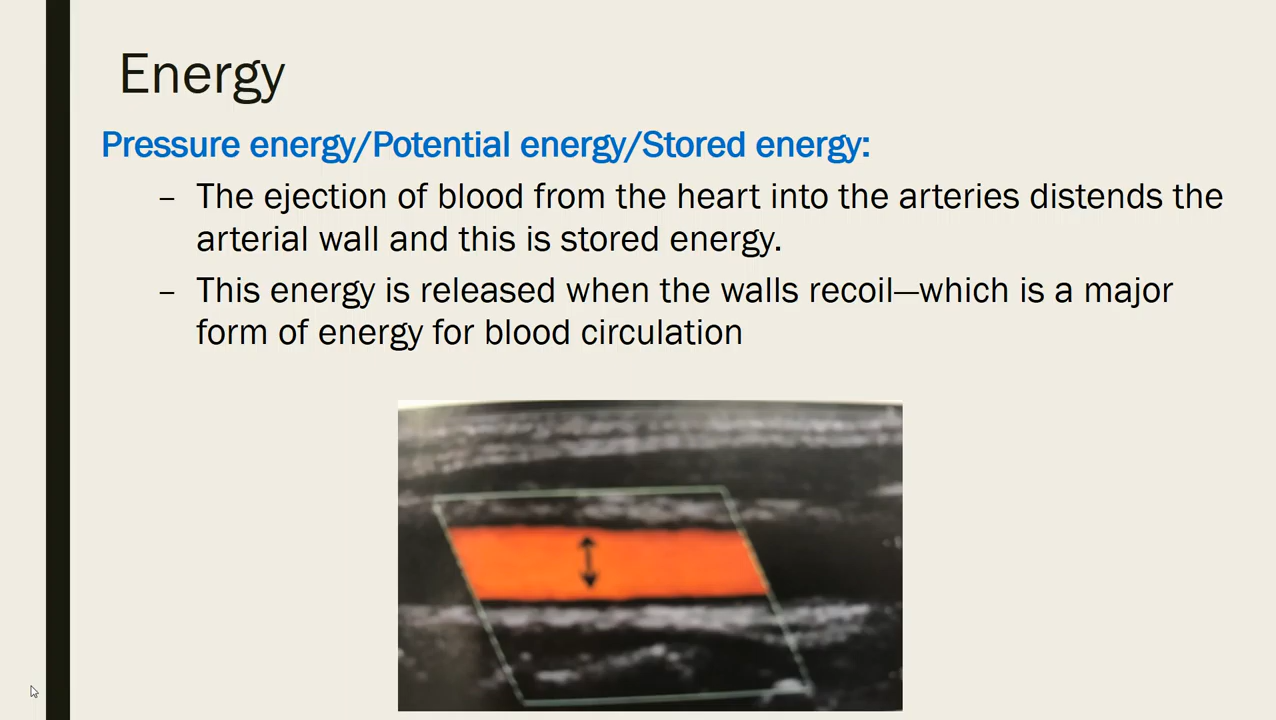 Energy
Pressure energy/Potential energy/Stored energy:
– The ejection of blood from the heart into the arteries distends the
arterial wall and this is stored energy.
– This energy is released when the walls recoil—which is a major
form of energy for blood circulation